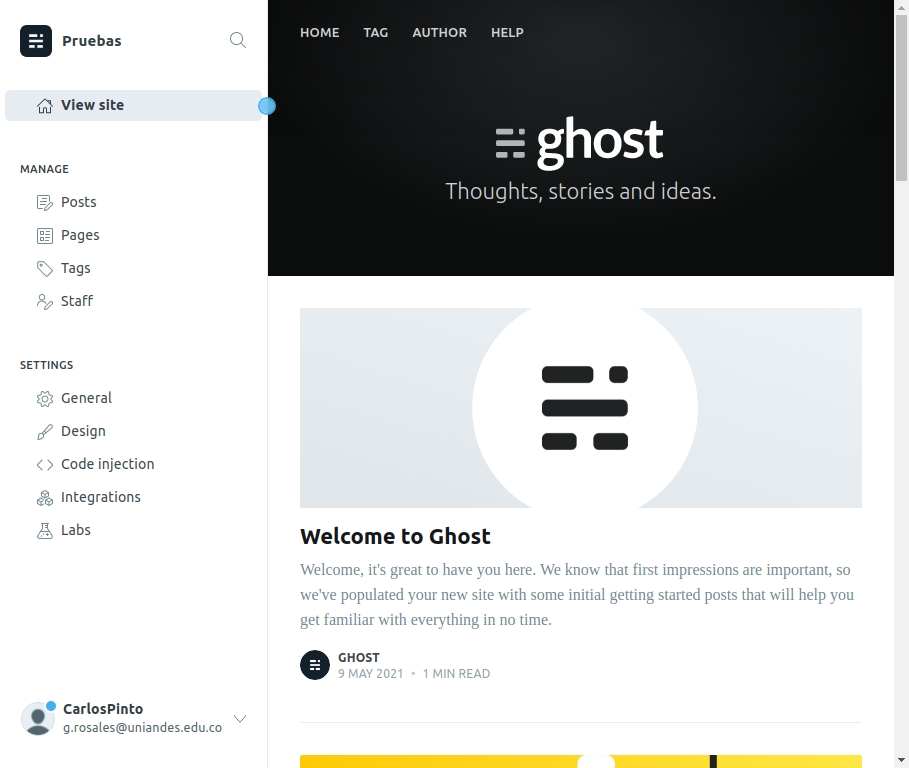 Pruebas
View site
MANAGE
Posts
Pages
Tags
Staff
SETTINGS
General
Design
Code injection
Integrations
Labs
CarlosPinto
g.rosales@uniandes.edu.co
HOME TAG AUTHOR HELP
ghost
Thoughts, stories and ideas.
Welcome to Ghost
Welcome, it's great to have you here. We know that first impressions are important, so
we've populated your new site with some initial getting started posts that will help you
get familiar with everything in no time.
GHOST
9 MAY 2021 • 1 MIN READ